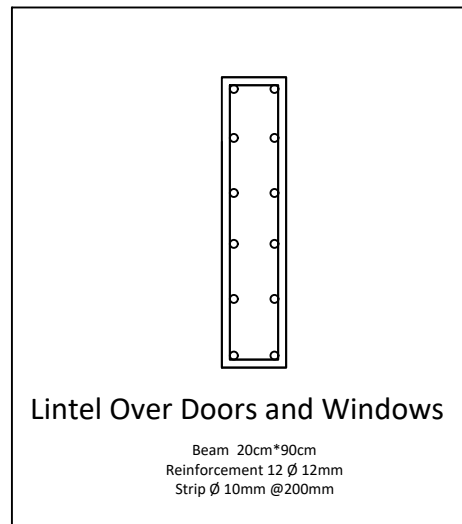 Lintel Over Doors and Windows
Beam 20cm*90cm
Reinforcement 12 Ø 12mm
Strip Ø 10mm @200mm